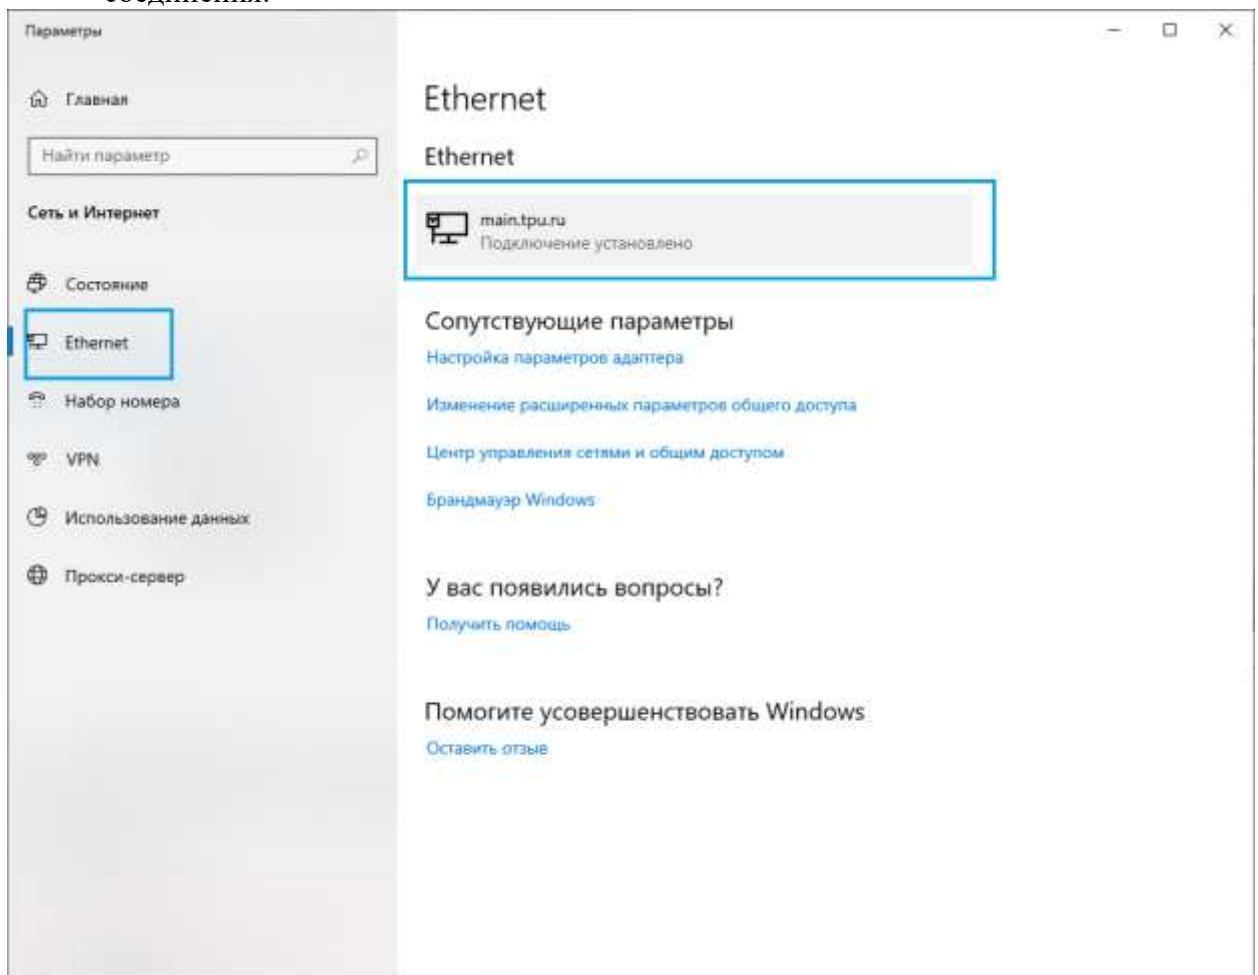 соединения.
Параметры
Главная
Найти параметр
Сеть и Интернет
Состояние
Ethernet
Набор номера
VPN
Использование данных
Прокси-сервер
Ethernet
Ethernet
main.tpu.ru
Подключение установлено
Сопутствующие параметры
Настройка параметров адаптера
Изменение расширенных параметров общего доступа
Центр управления сетями и общим доступом
Брандмауэр Windows
У вас появились вопросы?
Получить помощь
Помогите усовершенствовать Windows
Оставить отзыв